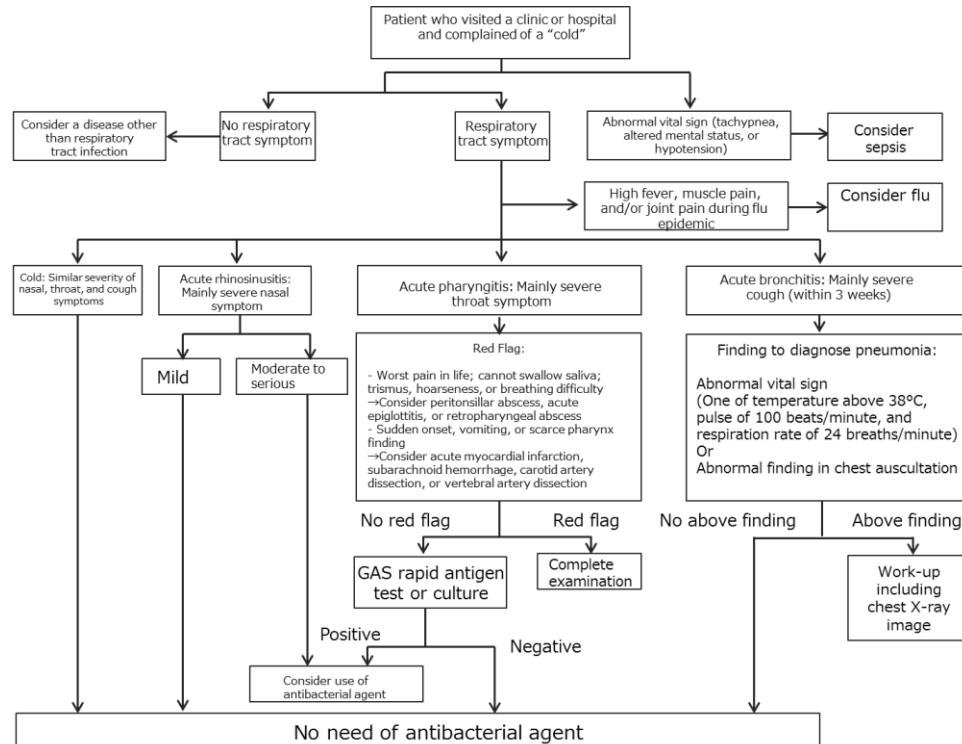 Patient who visited a clinic or hospital
and complained of a “cold”
Consider a disease other
than respiratory
tract infection
No respiratory
tract symptom
Respiratory
tract symptom
Abnormal vital sign (tachypnea,
altered mental status, or
hypotension)
Consider
sepsis
High fever, muscle pain,
and/or joint pain during flu
epidemic
Consider flu
Cold: Similar severity of
nasal, throat, and cough
symptoms
Acute rhinosinusitis:
Mainly severe nasal
symptom
Acute pharyngitis: Mainly severe
throat symptom
Acute bronchitis: Mainly severe
cough (within 3 weeks)
Mild
Moderate to
serious
Red Flag:
- Worst pain in life; cannot swallow saliva;
trismus, hoarseness, or breathing difficulty
→Consider peritonsillar abscess, acute
epiglottitis, or retropharyngeal abscess
- Sudden onset, vomiting, or scarce pharynx
finding
→Consider acute myocardial infarction,
subarachnoid hemorrhage, carotid artery
dissection, or vertebral artery dissection
Finding to diagnose pneumonia:
Abnormal vital sign
(One of temperature above 38°C,
pulse of 100 beats/minute, and
respiration rate of 24 breaths/minute)
Or
Abnormal finding in chest auscultation
No red flag
Red flag
No above finding
Above finding
GAS rapid antigen
test or culture
Complete
examination
Work-up
including
chest X-ray
image
Positive
Negative
Consider use of
antibacterial agent
No need of antibacterial agent